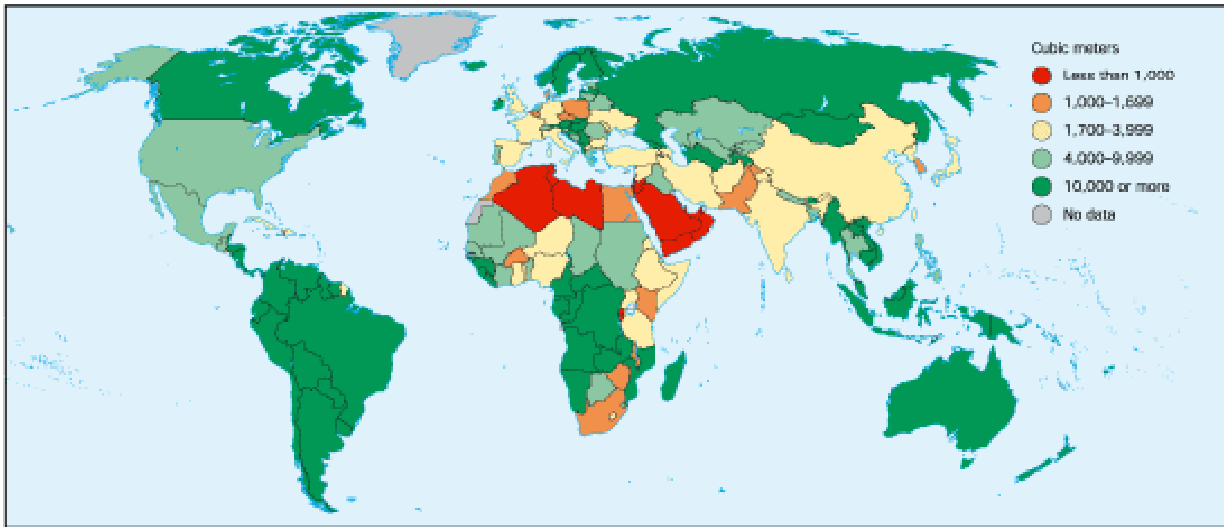 Cubic meters
Less than 1,000
1,000–1,699
1,700–3,999
4,000–9,999
10,000 or more
No data